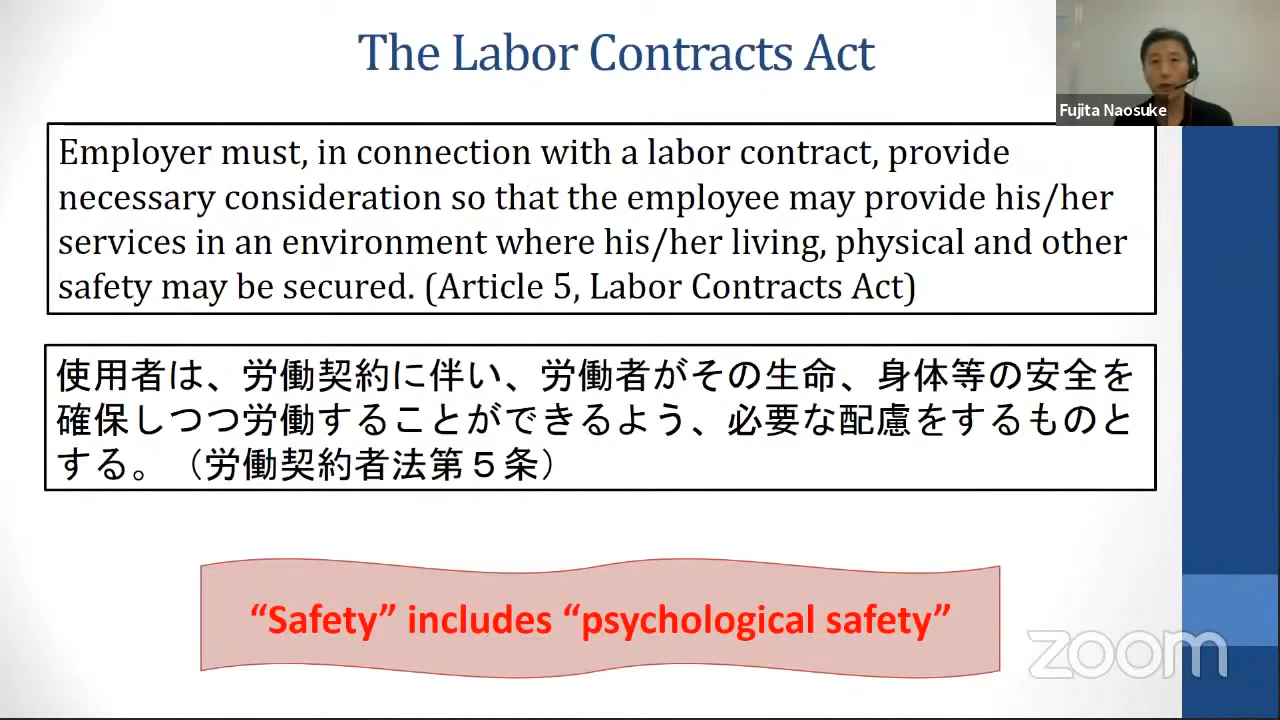 The Labor Contracts Act
Fujita Naosuke
Employer must, in connection with a labor contract, provide
necessary consideration so that the employee may provide his/her
services in an environment where his/her living, physical and other
safety may be secured. (Article 5, Labor Contracts Act)
使用者は、労働契約に伴い、労働者がその生命、身体等の安全を
確保しつつ労働することができるよう、必要な配慮をするものと
する。（労働契約者法第５条）
“Safety” includes “psychological safety”
zoom